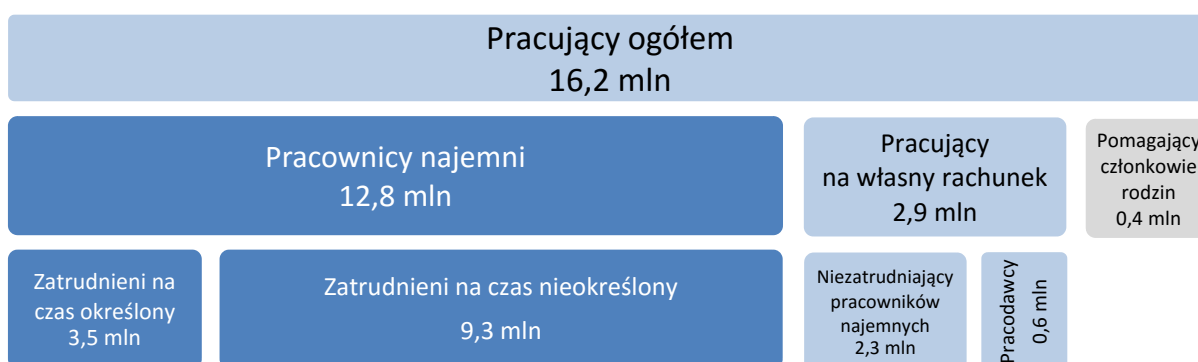 Pracujący ogółem
16,2 mln
Pracownicy najemni
12,8 mln
Pracujący
na własny rachunek
2,9 mln
Pomagający
członkowie
rodzin
0,4 mln
Zatrudnieni na
czas określony
3,5 mln
Zatrudnieni na czas nieokreślony
9,3 mln
Niezatrudniający
pracowników
najemnych
2,3 mln
Pracodawcy
0,6 mln